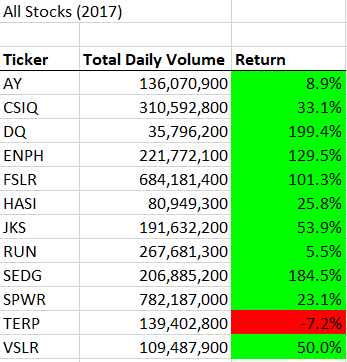 All Stocks (2017)
Ticker Total Daily Volume Return
AY 136,070,900 8.9%
CSIQ 310,592,800 33.1%
DQ 35,796,200 199.4%
ENPH 221,772,100 129.5%
FSLR 684,181,400 101.3%
HASI 80,949,300 25.8%
JKS 191,632,200 53.9%
RUN 267,681,300 5.5%
SEDG 206,885,200 184.5%
SPWR 782,187,000 23.1%
TERP 139,402,800 -7.2%
VSLR 109,487,900 50.0%